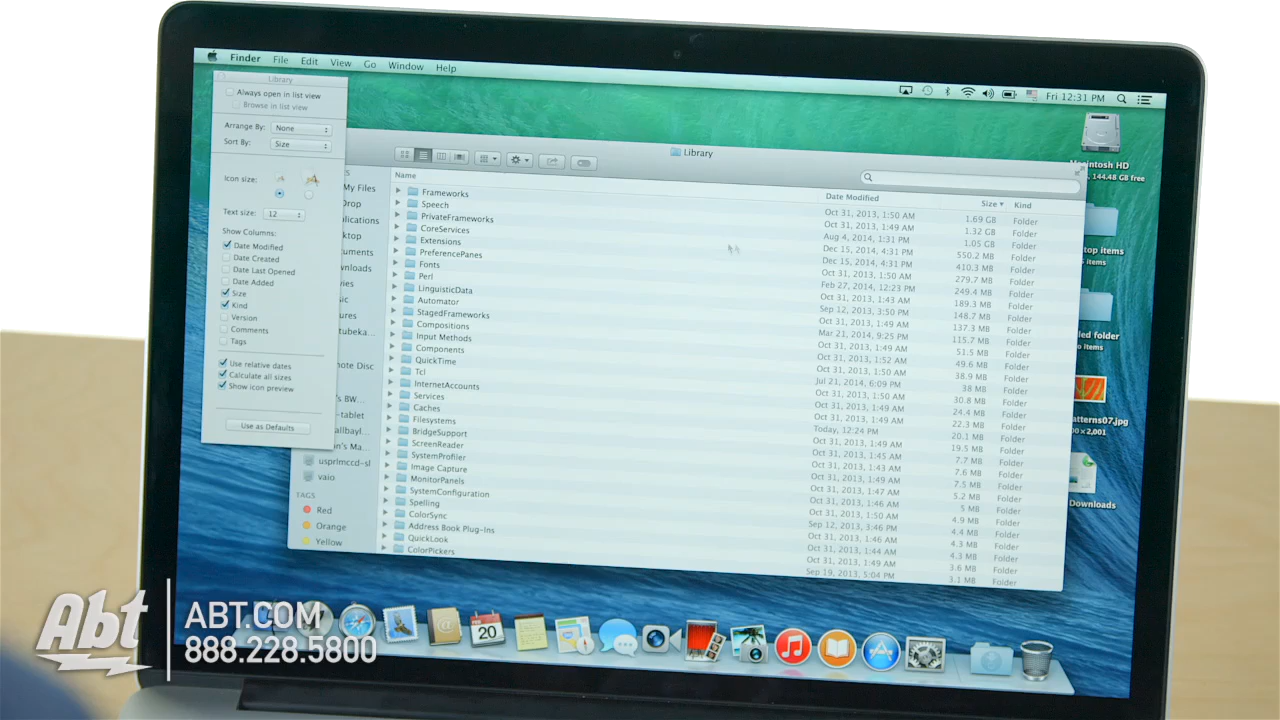 Finder File Edit View Go Window Help
Fri 12:31 PM
Library
Always open in list view
Browse in list view
Arrange By: None
Sort By: Size
Icon size:
Text size: 12
Show Columns:
Date Modified
Date Created
Date Last Opened
Date Added
Size
Kind
Version
Comments
Tags
Use relative dates
Calculate all sizes
Show icon preview
Use as Defaults
Library
My Files
Drop
TAGS
Red
Orange
Yellow
usprlmccd-sl
vaio
Name Date Modified Size Kind
Frameworks Oct 31, 2013, 1:50 AM 1.69 GB Folder
Speech Oct 31, 2013, 1:49 AM 1.32 GB Folder
PrivateFrameworks Aug 4, 2014, 1:31 PM 1.05 GB Folder
CoreServices Dec 15, 2014, 4:31 PM 550.2 MB Folder
Extensions Dec 15, 2014, 4:31 PM 410.3 MB Folder
PreferencePanes Oct 31, 2013, 1:50 AM 279.7 MB Folder
Fonts Feb 27, 2014, 12:23 PM 249.4 MB Folder
Perl Oct 31, 2013, 1:43 AM 189.3 MB Folder
LinguisticData Sep 12, 2013, 3:50 PM 148.7 MB Folder
Automator Oct 31, 2013, 1:49 AM 137.3 MB Folder
StagedFrameworks Mar 21, 2014, 9:25 PM 115.7 MB Folder
Compositions Oct 31, 2013, 1:49 AM 51.5 MB Folder
Input Methods Oct 31, 2013, 1:52 AM 49.6 MB Folder
Components Oct 31, 2013, 1:49 AM 38.9 MB Folder
QuickTime Jul 21, 2014, 6:09 PM 38 MB Folder
Tcl Oct 31, 2013, 1:49 AM 30.8 MB Folder
InternetAccounts Oct 31, 2013, 1:49 AM 24.4 MB Folder
Services Oct 31, 2013, 1:49 AM 22.3 MB Folder
Caches Today, 12:24 PM 20.1 MB Folder
Filesystems Oct 31, 2013, 1:49 AM 19.5 MB Folder
BridgeSupport Oct 31, 2013, 1:45 AM 7.7 MB Folder
ScreenReader Oct 31, 2013, 1:43 AM 7.6 MB Folder
SystemProfiler Oct 31, 2013, 1:49 AM 7.5 MB Folder
Image Capture Oct 31, 2013, 1:47 AM 5.2 MB Folder
MonitorPanels Oct 31, 2013, 1:46 AM 5 MB Folder
SystemConfiguration Oct 31, 2013, 1:50 AM 4.9 MB Folder
Spelling Sep 12, 2013, 3:46 PM 4.3 MB Folder
ColorSync Oct 31, 2013, 1:46 AM 4.3 MB Folder
Address Book Plug-Ins Oct 31, 2013, 1:44 AM 3.6 MB Folder
QuickLook Oct 31, 2013, 1:49 AM 3.1 MB Folder
ColorPickers Sep 19, 2013, 5:04 PM
Macintosh HD
144.48 GB free
top items
items
led folder
o items
atterns07.jpg
00 × 2,001
Downloads
FEB
20
Abt
ABT.COM
888.228.5800